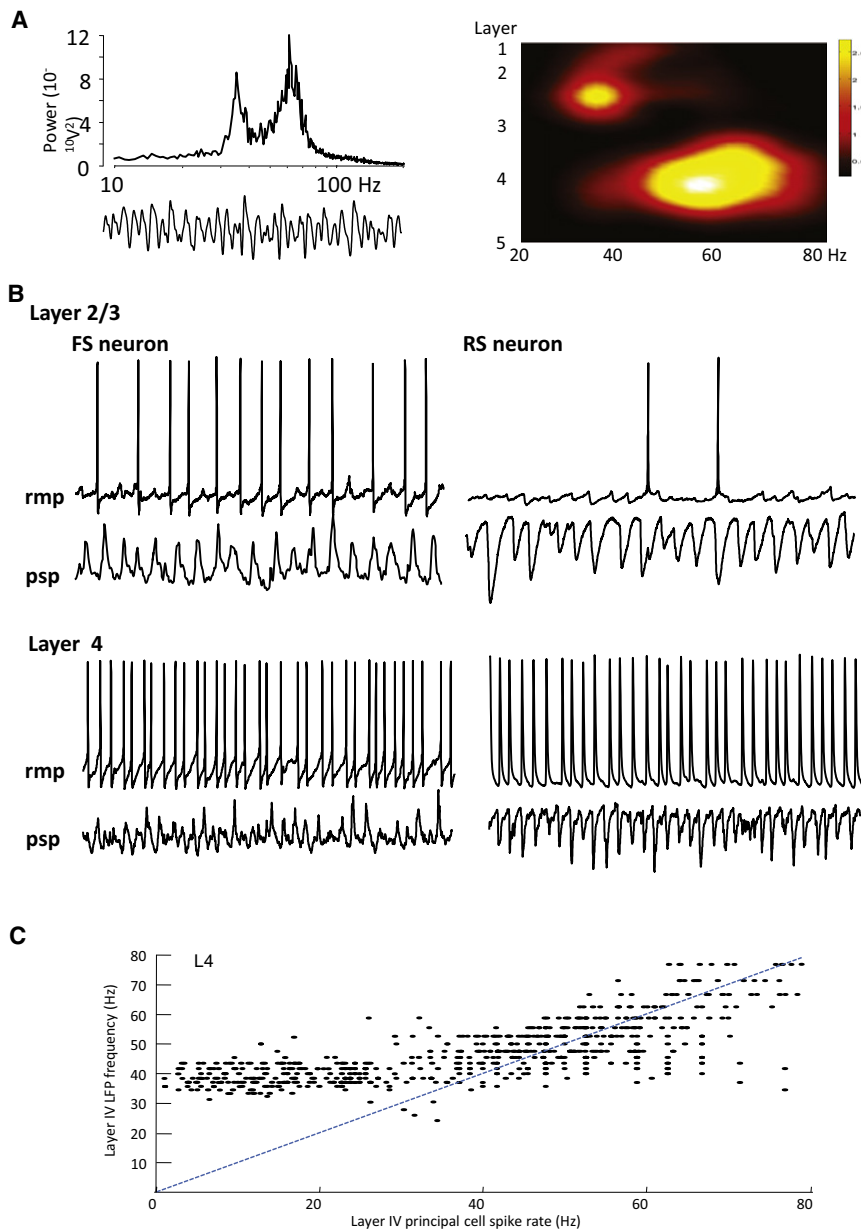 A
Power (10-
10V2)
12
8
4
0
10
100 Hz
Layer
1
2
3
4
5
20
40
60
80 Hz
B
Layer 2/3
FS neuron
RS neuron
rmp
psp
Layer 4
rmp
psp
C
L4
Layer IV LFP frequency (Hz)
80
70
60
50
40
30
20
10
0
20
40
60
80
Layer IV principal cell spike rate (Hz)